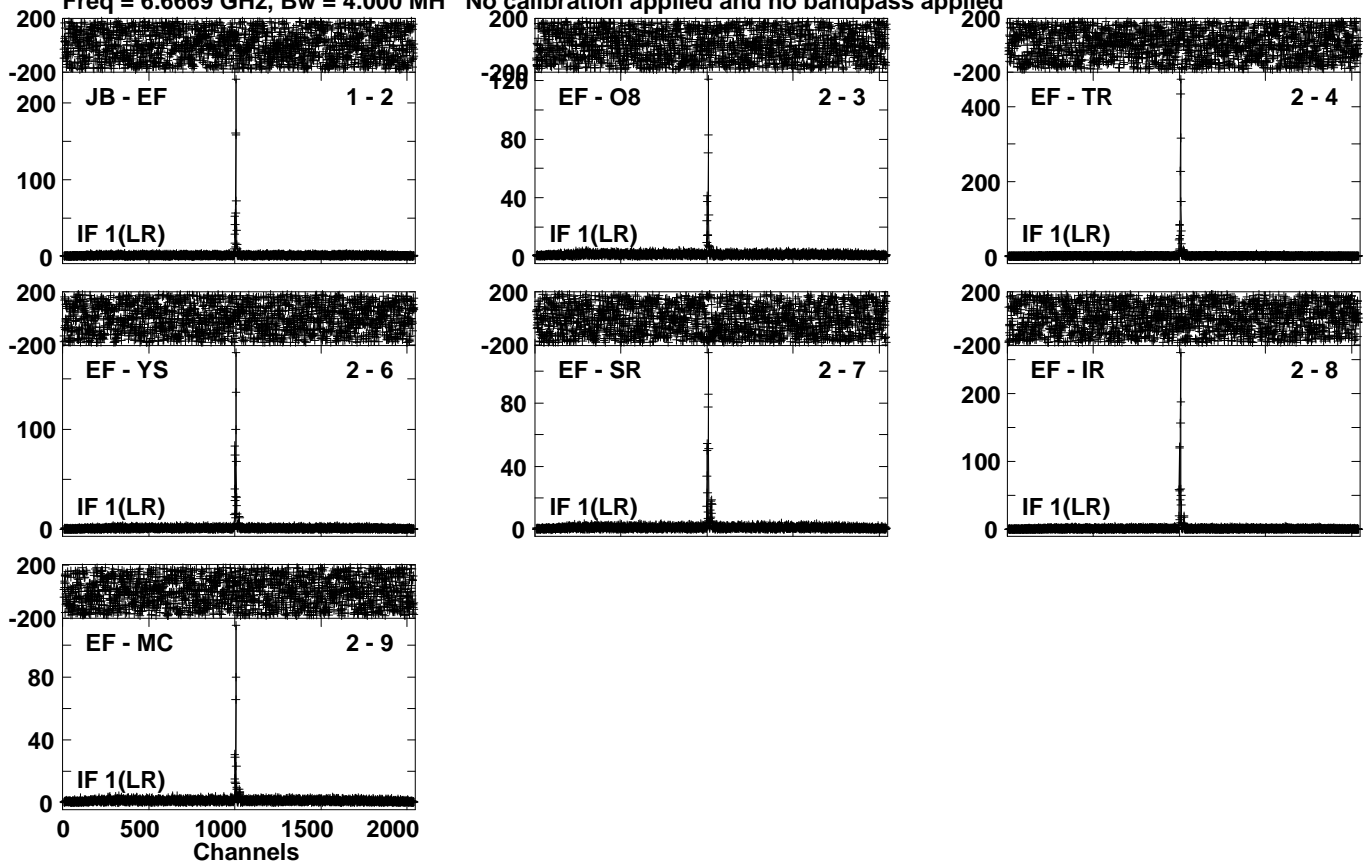 Freq = 6.6669 GHz, Bw = 4.000 MH No calibration applied and no bandpass applied
200
-200
JB - EF 1 - 2
200
100
IF 1(LR)
0
200
-200
120
EF - O8 2 - 3
80
40
IF 1(LR)
0
200
-200
EF - TR 2 - 4
400
200
IF 1(LR)
0
200
-200
EF - YS 2 - 6
100
IF 1(LR)
0
200
-200
EF - SR 2 - 7
80
40
IF 1(LR)
0
200
-200
EF - IR 2 - 8
200
100
IF 1(LR)
0
200
-200
EF - MC 2 - 9
80
40
IF 1(LR)
0
0 500 1000 1500 2000
Channels